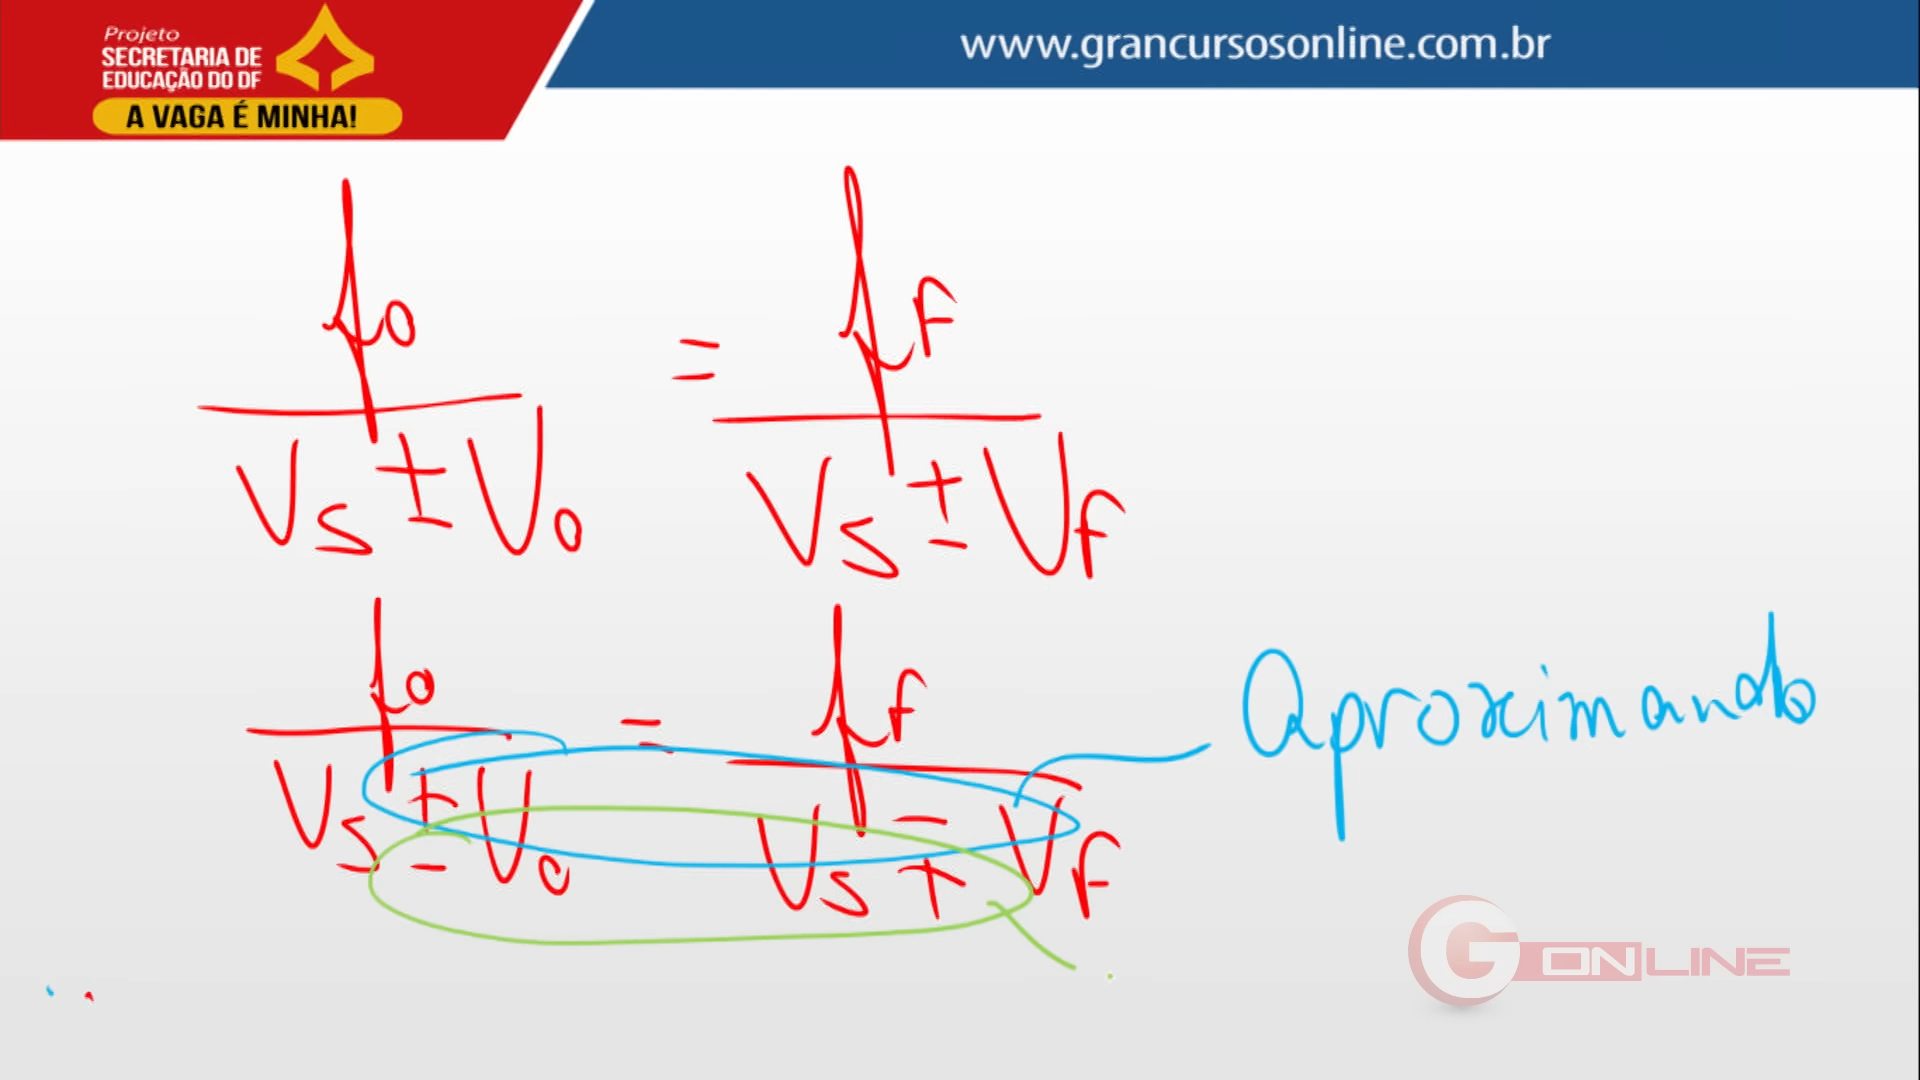 Projeto
SECRETARIA DE
EDUCAÇÃO DO DF
A VAGA É MINHA!
www.grancursosonline.com.br
fo = fF
Vs ± Vo Vs ± VF
fo = fF
Vs ± Vo Vs ∓ VF
Aproximando
G ONLINE